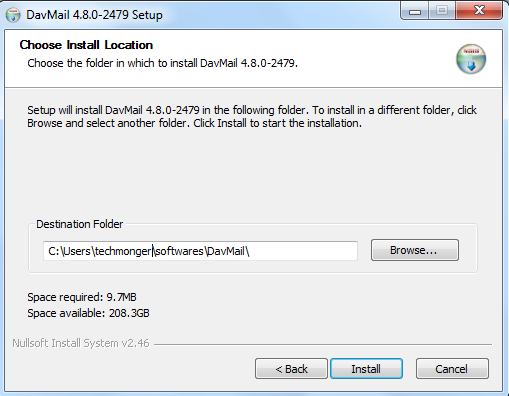 DavMail 4.8.0-2479 Setup
Choose Install Location
Choose the folder in which to install DavMail 4.8.0-2479.
Setup will install DavMail 4.8.0-2479 in the following folder. To install in a different folder, click
Browse and select another folder. Click Install to start the installation.
Destination Folder
C:\Users\techmonger\softwares\DavMail\
Browse...
Space required: 9.7MB
Space available: 208.3GB
Nullsoft Install System v2.46
< Back
Install
Cancel